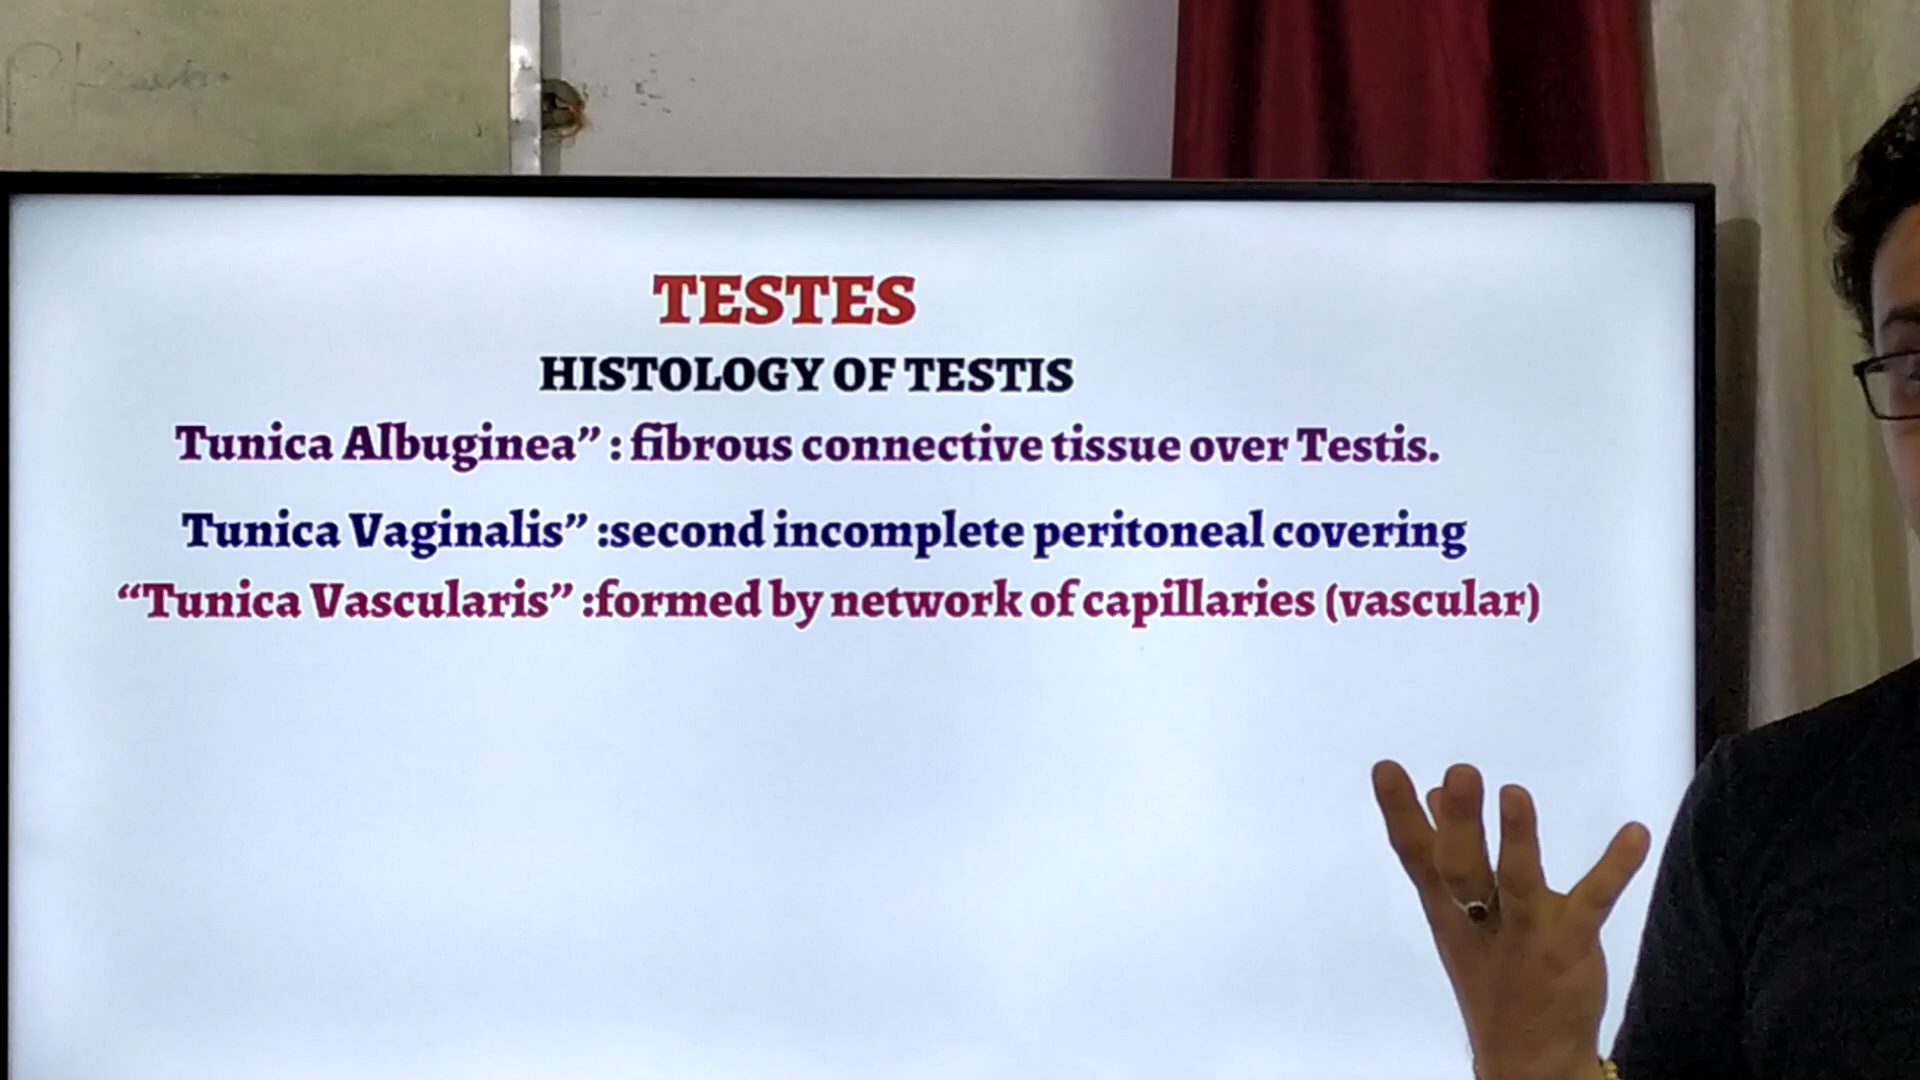 TESTES
HISTOLOGY OF TESTIS
Tunica Albuginea” : fibrous connective tissue over Testis.
Tunica Vaginalis” :second incomplete peritoneal covering
“Tunica Vascularis” :formed by network of capillaries (vascular)